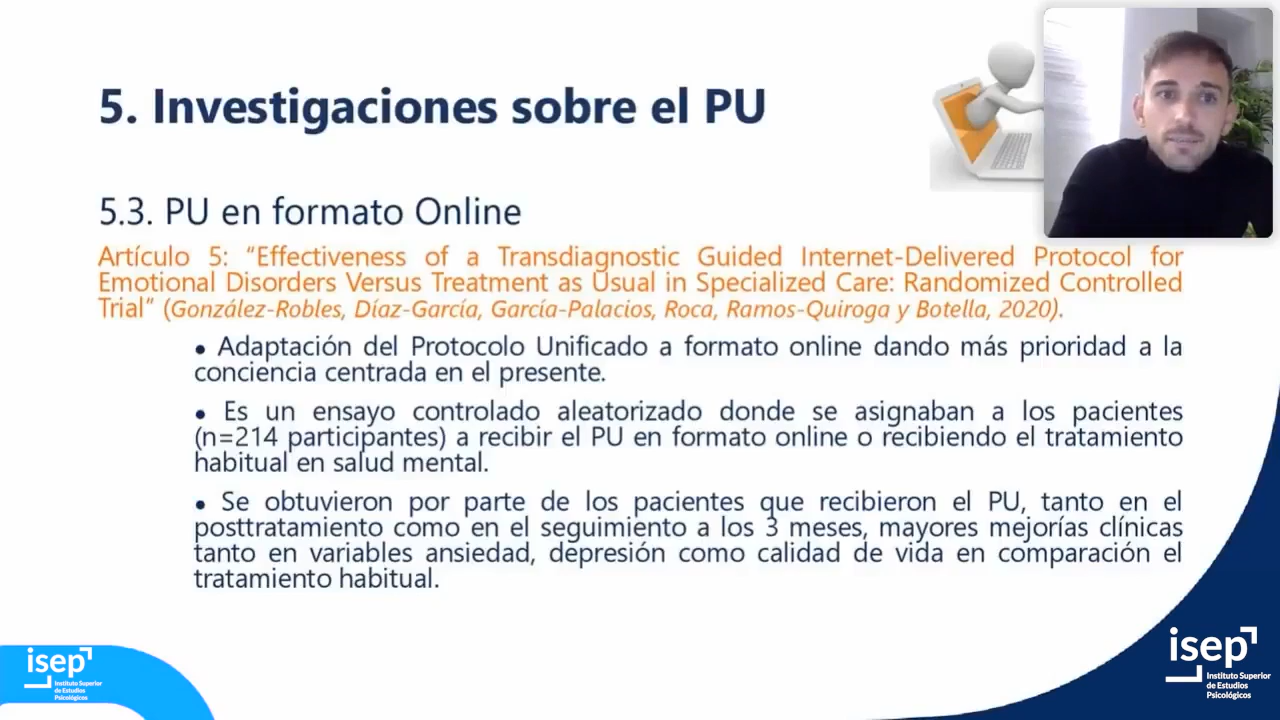 5. Investigaciones sobre el PU
5.3. PU en formato Online
Artículo 5: “Effectiveness of a Transdiagnostic Guided Internet-Delivered Protocol for
Emotional Disorders Versus Treatment as Usual in Specialized Care: Randomized Controlled
Trial” (González-Robles, Díaz-García, García-Palacios, Roca, Ramos-Quiroga y Botella, 2020).
• Adaptación del Protocolo Unificado a formato online dando más prioridad a la
conciencia centrada en el presente.
• Es un ensayo controlado aleatorizado donde se asignaban a los pacientes
(n=214 participantes) a recibir el PU en formato online o recibiendo el tratamiento
habitual en salud mental.
• Se obtuvieron por parte de los pacientes que recibieron el PU, tanto en el
posttratamiento como en el seguimiento a los 3 meses, mayores mejorías clínicas
tanto en variables ansiedad, depresión como calidad de vida en comparación el
tratamiento habitual.
isep
Instituto Superior
de Estudios
Psicológicos
isep
Instituto Superior
de Estudios
Psicológicos